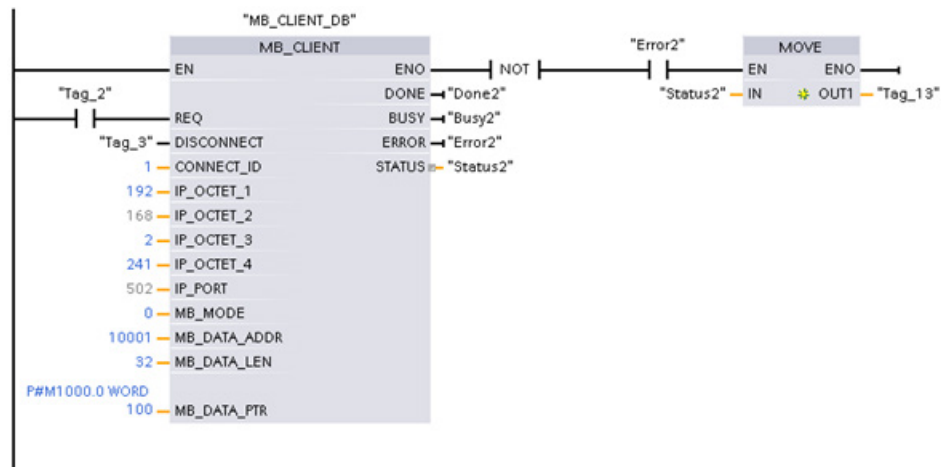 "MB_CLIENT_DB"
MB_CLIENT
"Error2"
MOVE
EN
ENO
NOT
EN
ENO
"Tag_2"
DONE
"Done2"
"Status2"
IN
OUT1
"Tag_13"
REQ
BUSY
"Busy2"
"Tag_3"
DISCONNECT
ERROR
"Error2"
1
CONNECT_ID
STATUS
"Status2"
192
IP_OCTET_1
168
IP_OCTET_2
2
IP_OCTET_3
241
IP_OCTET_4
502
IP_PORT
0
MB_MODE
10001
MB_DATA_ADDR
32
MB_DATA_LEN
P#M1000.0 WORD
100
MB_DATA_PTR